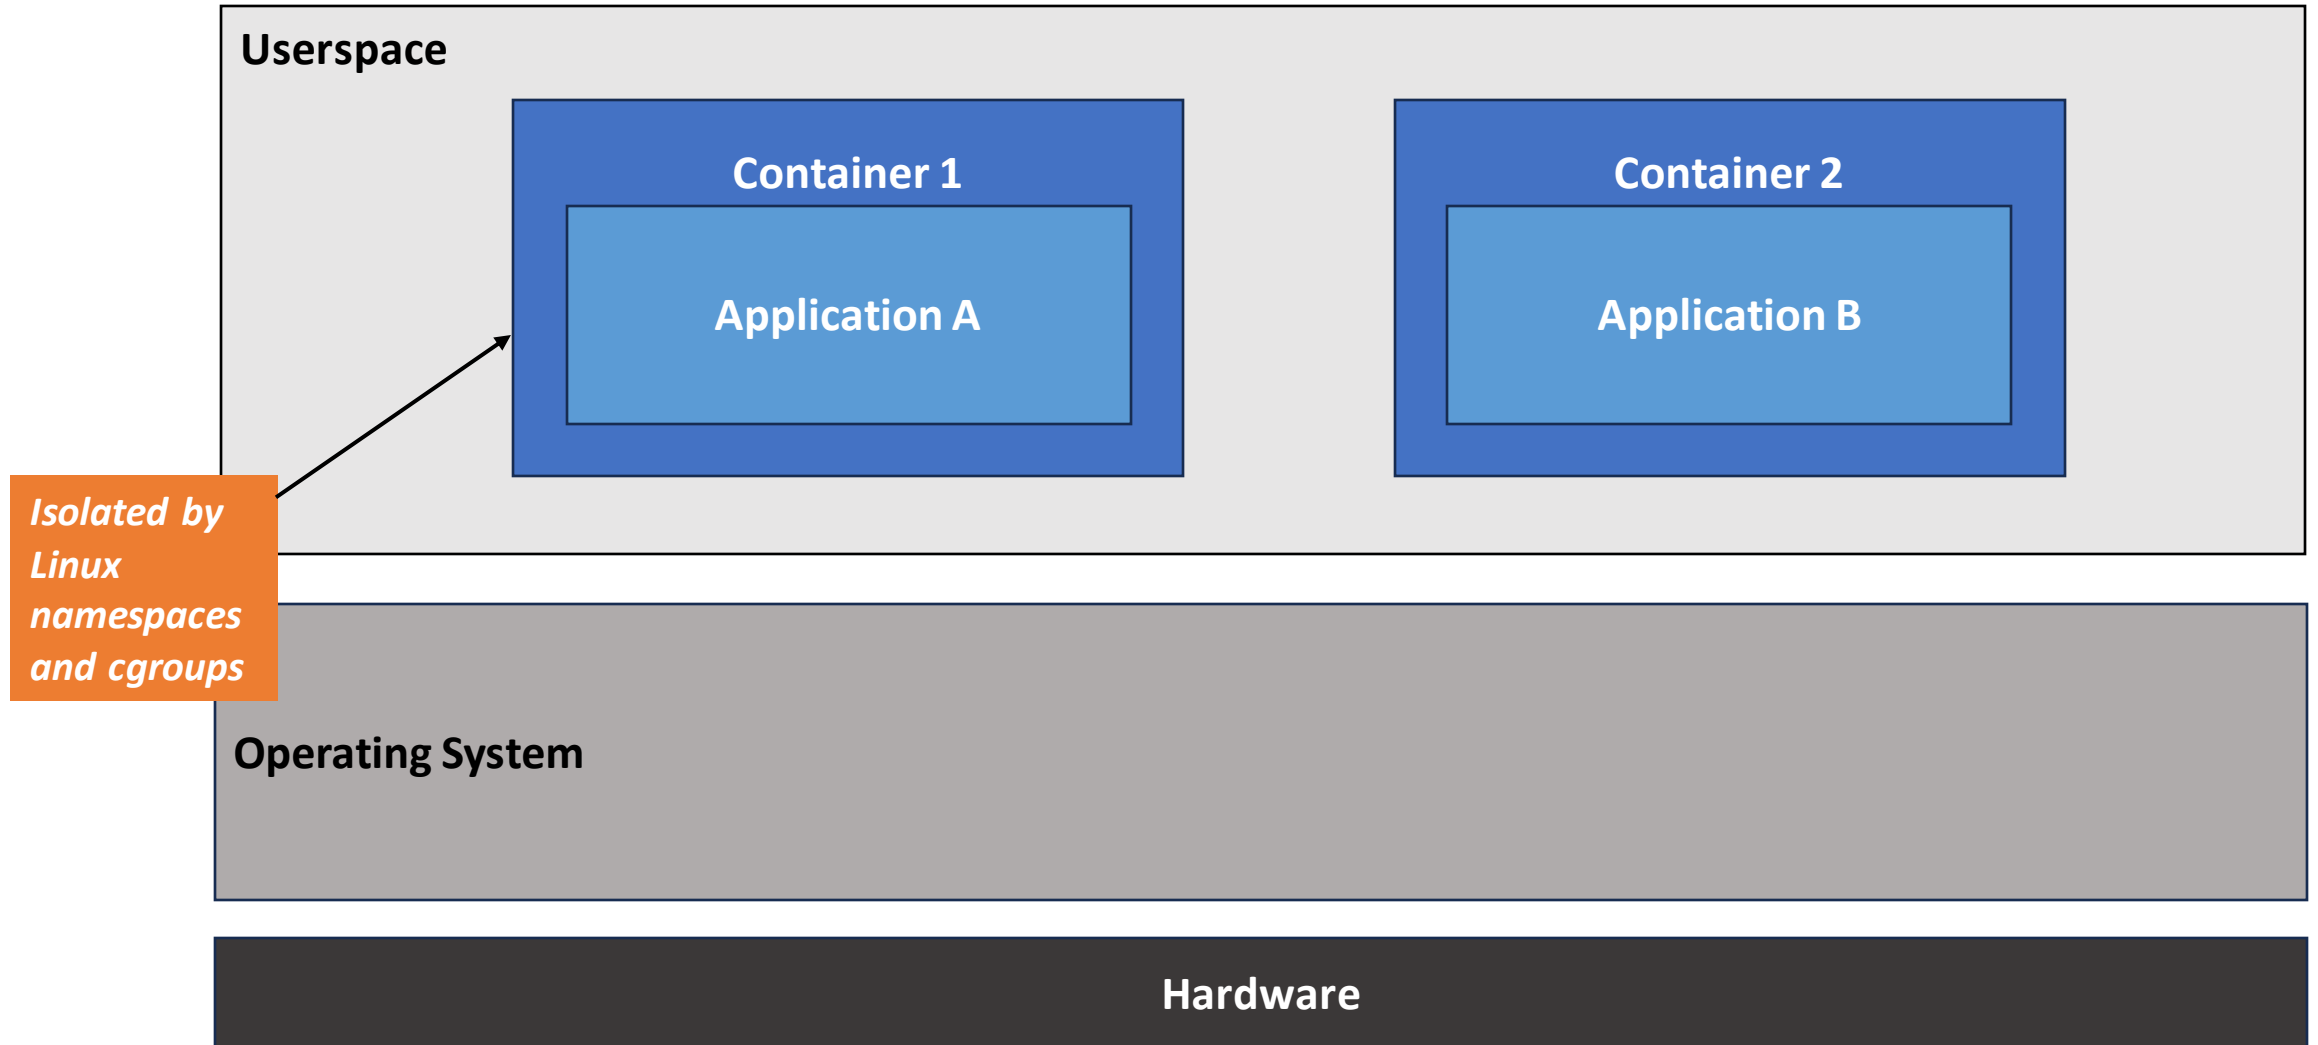 Userspace
Container 1
Container 2
Application A
Application B
Isolated by
Linux
namespaces
and cgroups
Operating System
Hardware